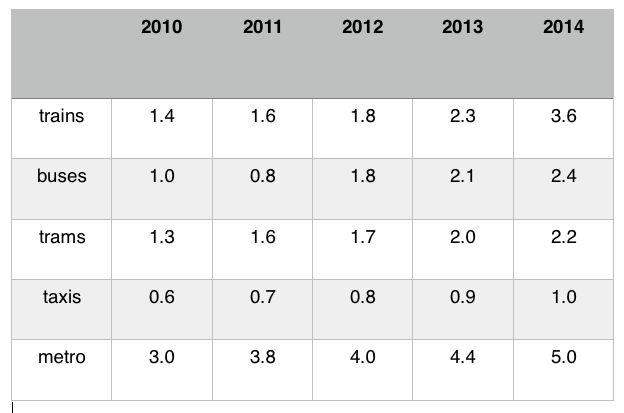 2010 2011 2012 2013 2014
trains 1.4 1.6 1.8 2.3 3.6
buses 1.0 0.8 1.8 2.1 2.4
trams 1.3 1.6 1.7 2.0 2.2
taxis 0.6 0.7 0.8 0.9 1.0
metro 3.0 3.8 4.0 4.4 5.0